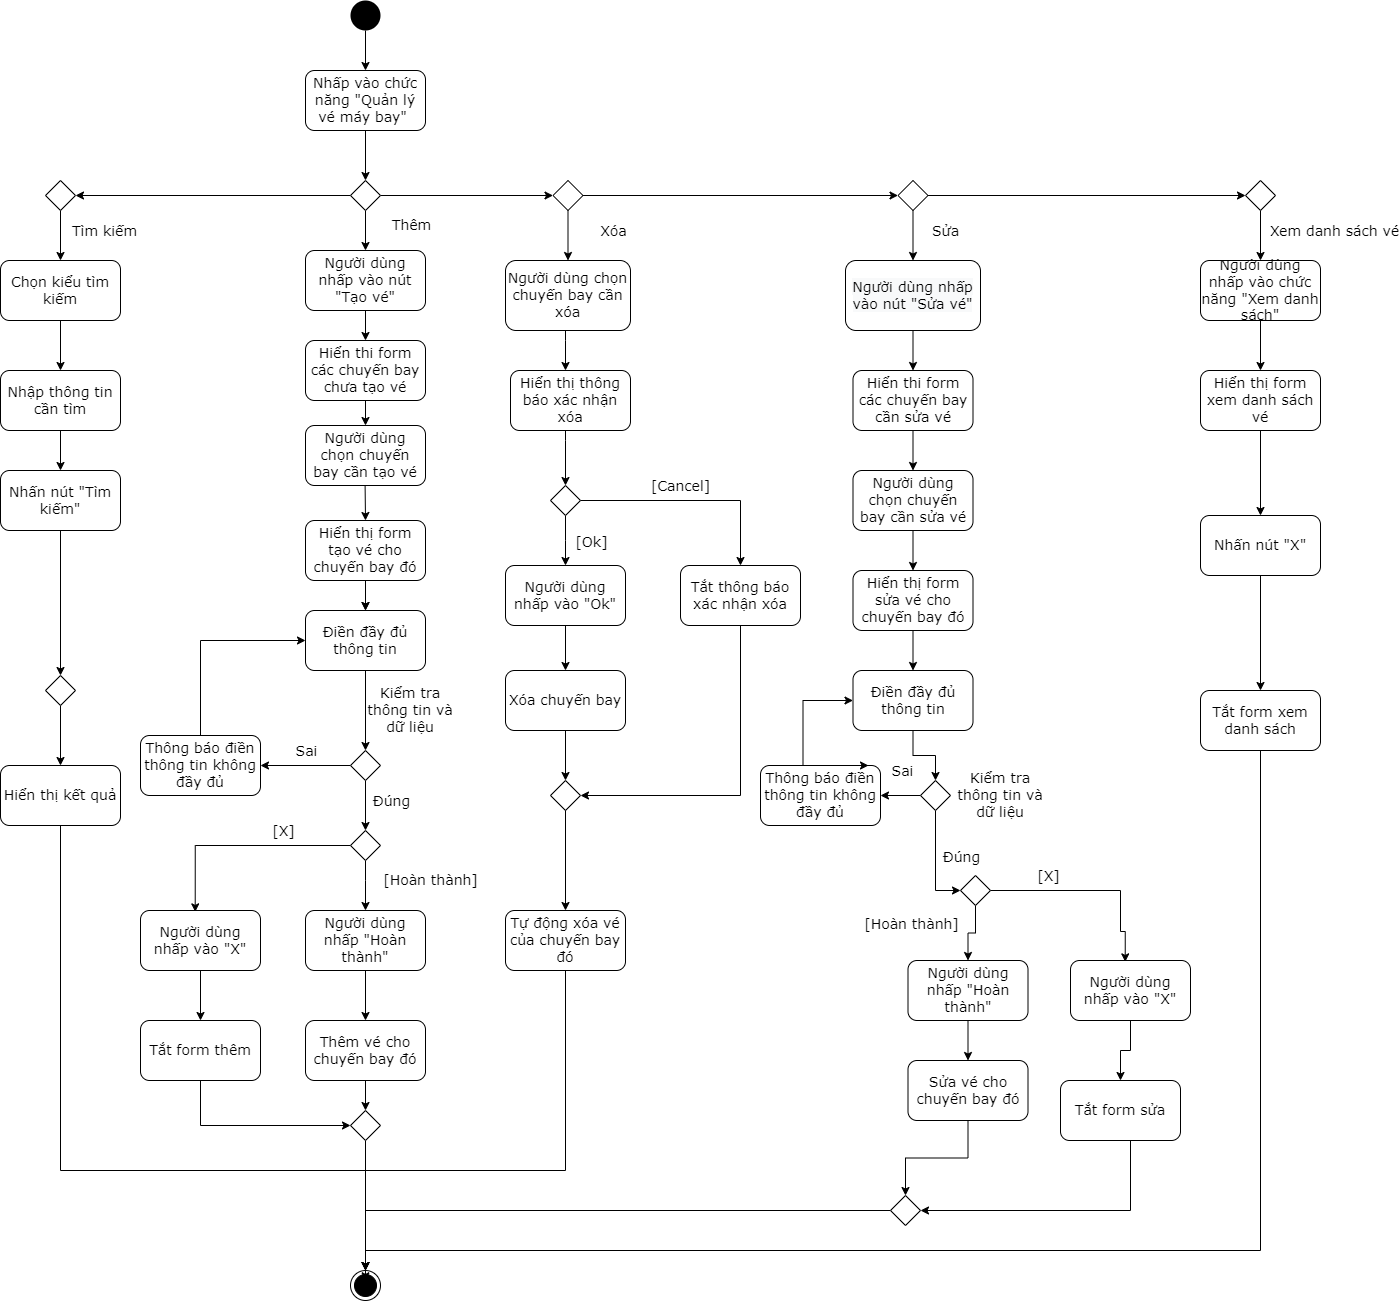 Nhấp vào chức
năng "Quản lý
vé máy bay"
Tìm kiếm
Thêm
Xóa
Sửa
Xem danh sách vé
Chọn kiểu tìm
kiếm
Nhập thông tin
cần tìm
Nhấn nút "Tìm
kiếm"
Hiển thị kết quả
Người dùng
nhấp vào nút
"Tạo vé"
Hiển thi form
các chuyến bay
chưa tạo vé
Người dùng
chọn chuyến
bay cần tạo vé
Hiển thị form
tạo vé cho
chuyến bay đó
Điền đầy đủ
thông tin
Kiểm tra
thông tin và
dữ liệu
Sai
Thông báo điền
thông tin không
đầy đủ
Đúng
[X]
[Hoàn thành]
Người dùng
nhấp vào "X"
Tắt form thêm
Người dùng
nhấp "Hoàn
thành"
Thêm vé cho
chuyến bay đó
Người dùng chọn
chuyến bay cần
xóa
Hiển thị thông
báo xác nhận
xóa
[Cancel]
[Ok]
Người dùng
nhấp vào "Ok"
Tắt thông báo
xác nhận xóa
Xóa chuyến bay
Tự động xóa vé
của chuyến bay
đó
Người dùng nhấp
vào nút "Sửa vé"
Hiển thi form
các chuyến bay
cần sửa vé
Người dùng
chọn chuyến
bay cần sửa vé
Hiển thị form
sửa vé cho
chuyến bay đó
Điền đầy đủ
thông tin
Sai
Thông báo điền
thông tin không
đầy đủ
Kiểm tra
thông tin và
dữ liệu
Đúng
[X]
[Hoàn thành]
Người dùng
nhấp "Hoàn
thành"
Sửa vé cho
chuyến bay đó
Người dùng
nhấp vào "X"
Tắt form sửa
Người dùng
nhấp vào chức
năng "Xem danh
sách"
Hiển thị form
xem danh sách
vé
Nhấn nút "X"
Tắt form xem
danh sách